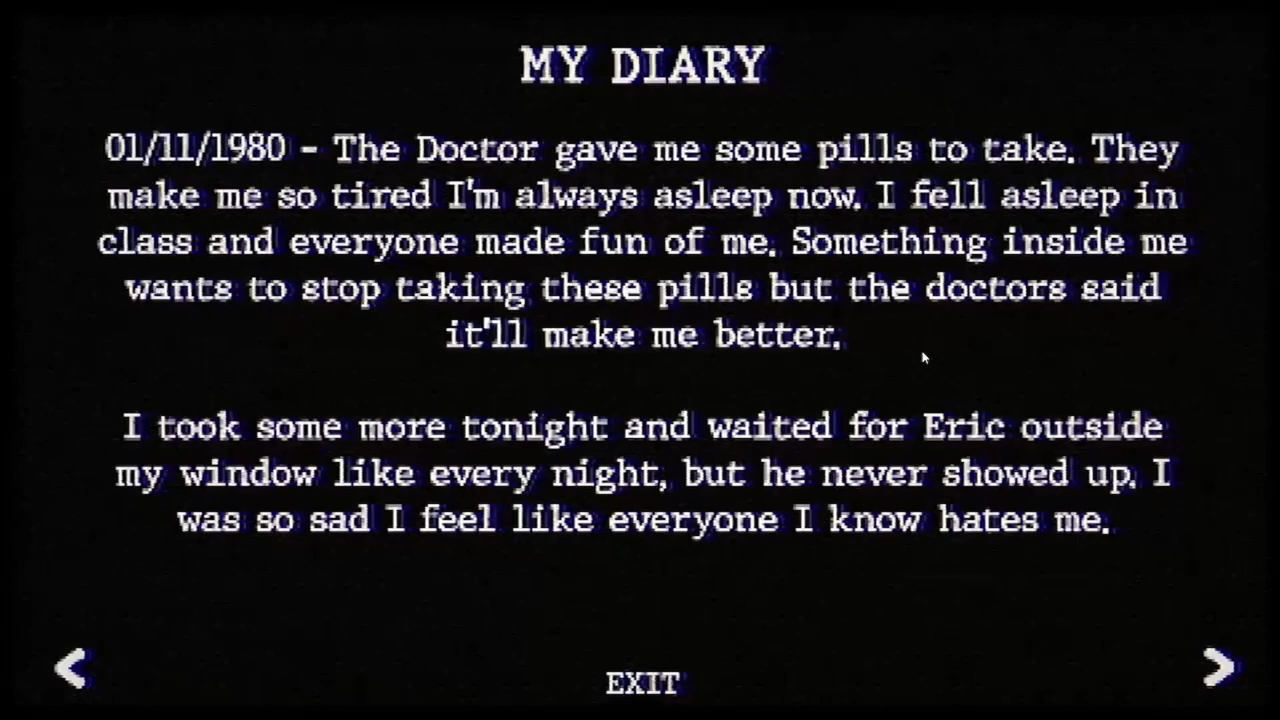 MY DIARY
01/11/1980 - The Doctor gave me some pills to take. They
make me so tired I'm always asleep now. I fell asleep in
class and everyone made fun of me. Something inside me
wants to stop taking these pills but the doctors said
it'll make me better.
I took some more tonight and waited for Eric outside
my window like every night, but he never showed up. I
was so sad I feel like everyone I know hates me.
< EXIT >